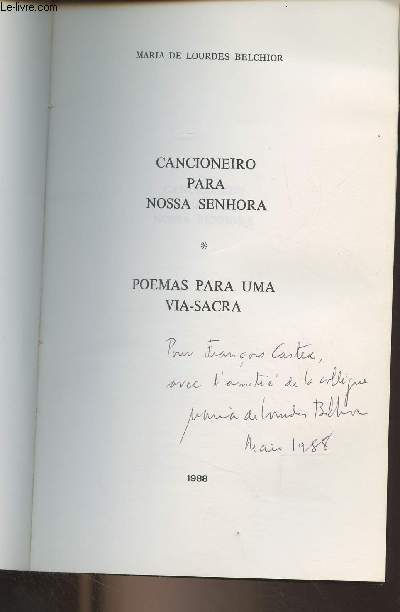 © le-livre.com
MARIA DE LOURDES BELCHIOR
CANCIONEIRO
PARA
NOSSA SENHORA
*
POEMAS PARA UMA
VIA-SACRA
Pour François Castex,
avec l'amitié de la collègue
Maria de Lourdes Belchior
Mars 1988
1988